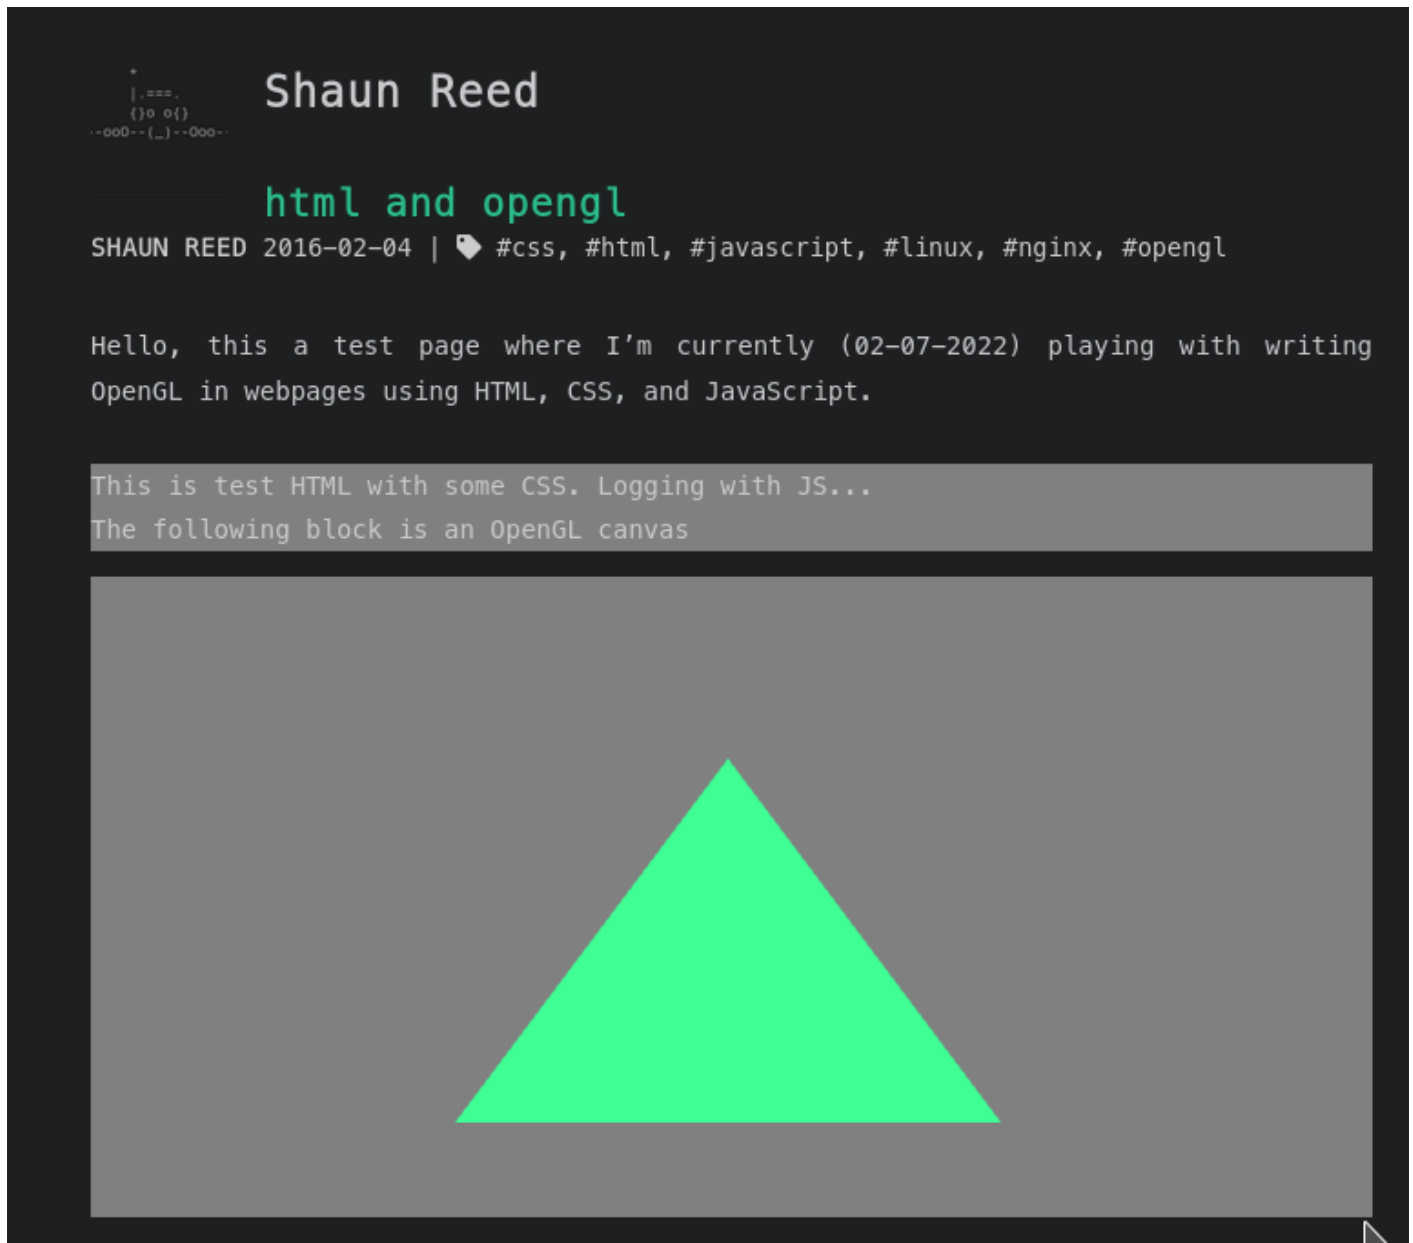 *
|.===.
{}o o{}
--ooO--(_)--Ooo--
Shaun Reed
html and opengl
SHAUN REED 2016-02-04 | #css, #html, #javascript, #linux, #nginx, #opengl
Hello, this a test page where I’m currently (02-07-2022) playing with writing
OpenGL in webpages using HTML, CSS, and JavaScript.
This is test HTML with some CSS. Logging with JS...
The following block is an OpenGL canvas